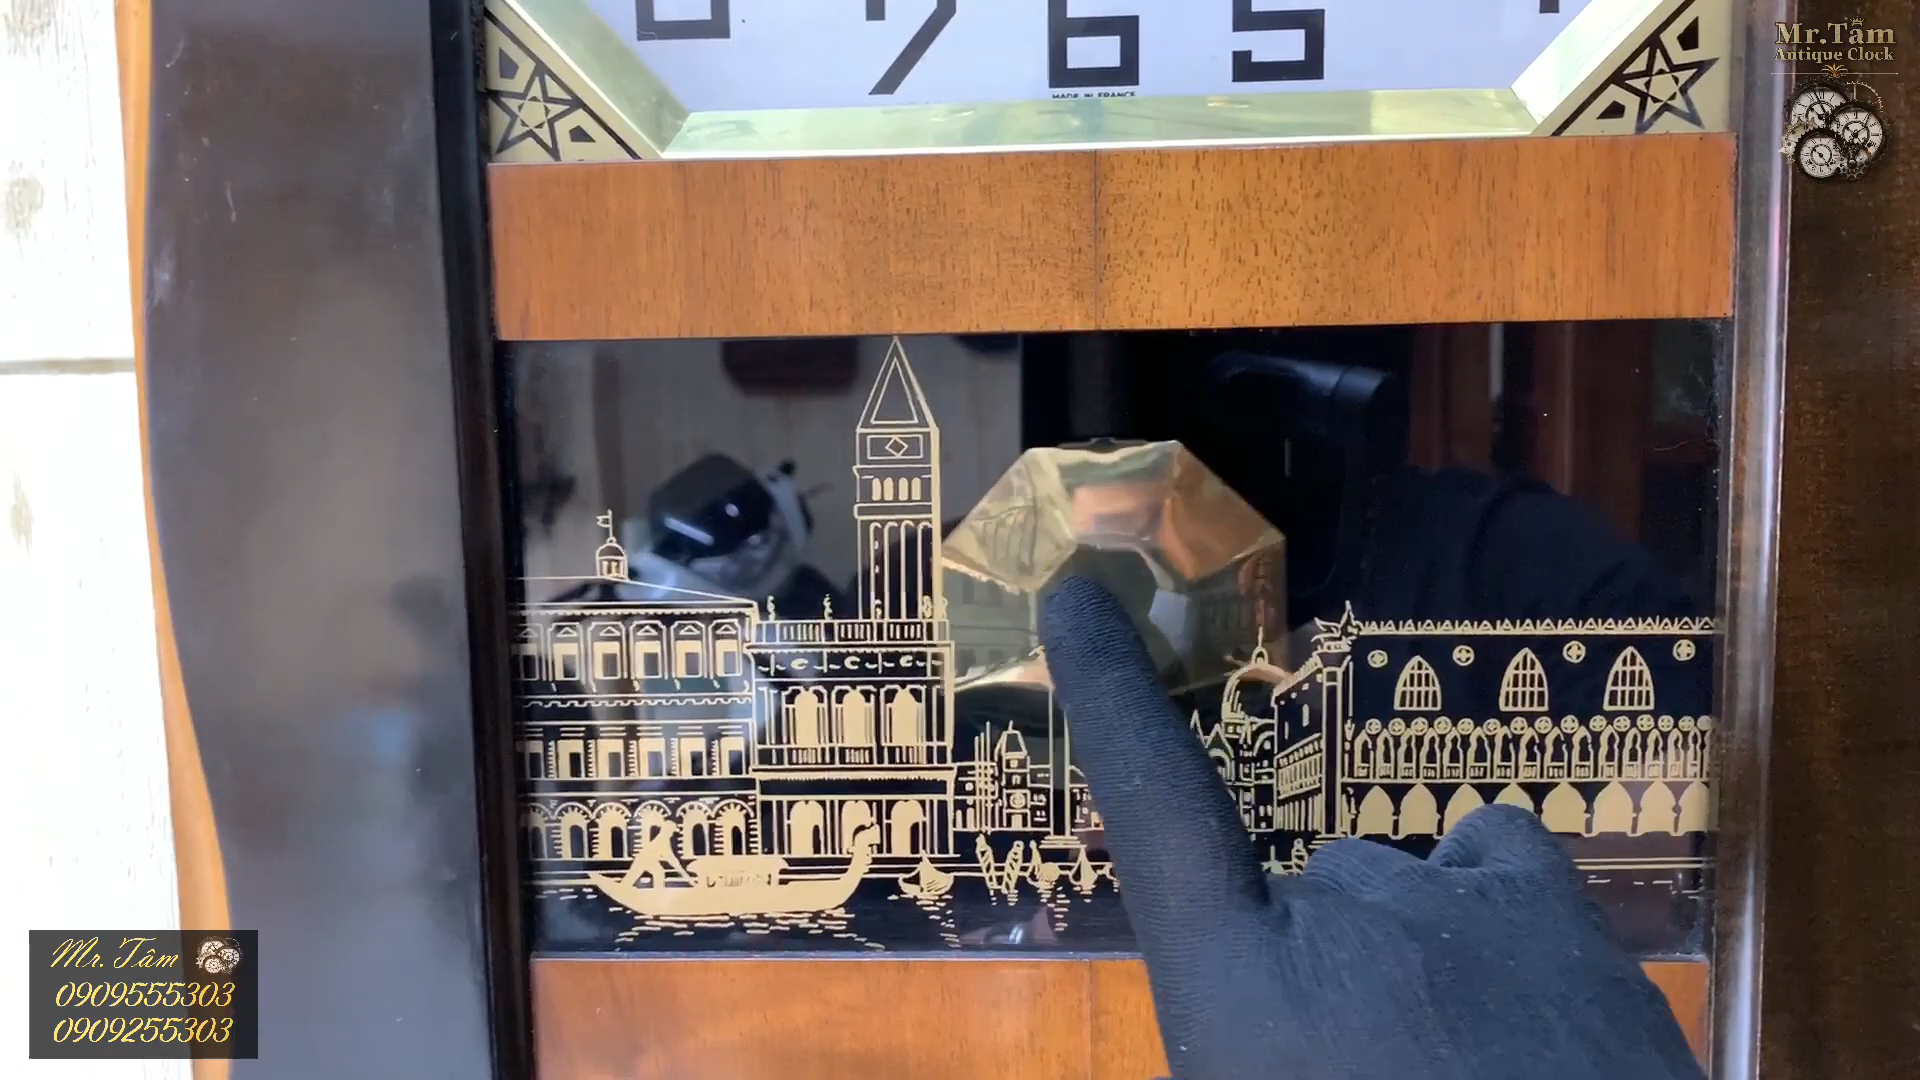 7 6 5
MADE IN FRANCE
Mr.Tâm
Antique Clock
Mr. Tâm
0909555303
0909255303